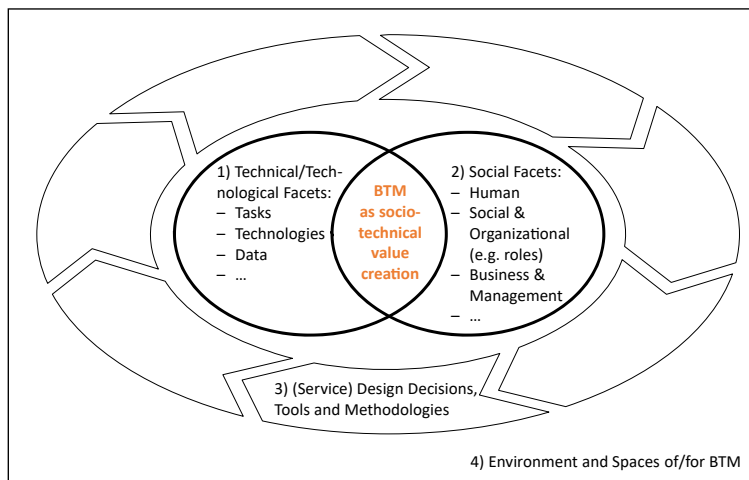 1) Technical/Tech-
nological Facets:
– Tasks
– Technologies
– Data
– ...
BTM
as socio-
technical
value
creation
2) Social Facets:
– Human
– Social &
Organizational
(e.g. roles)
– Business &
Management
– ...
3) (Service) Design Decisions,
Tools and Methodologies
4) Environment and Spaces of/for BTM